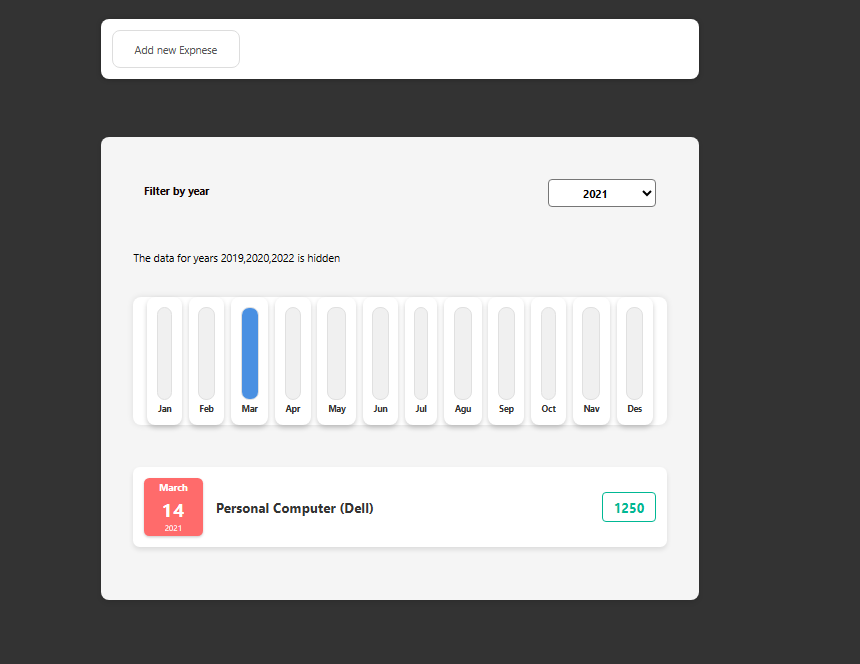 Add new Expnese
Filter by year
2021
The data for years 2019,2020,2022 is hidden
Jan Feb Mar Apr May Jun Jul Agu Sep Oct Nav Des
March
14
2021
Personal Computer (Dell)
1250